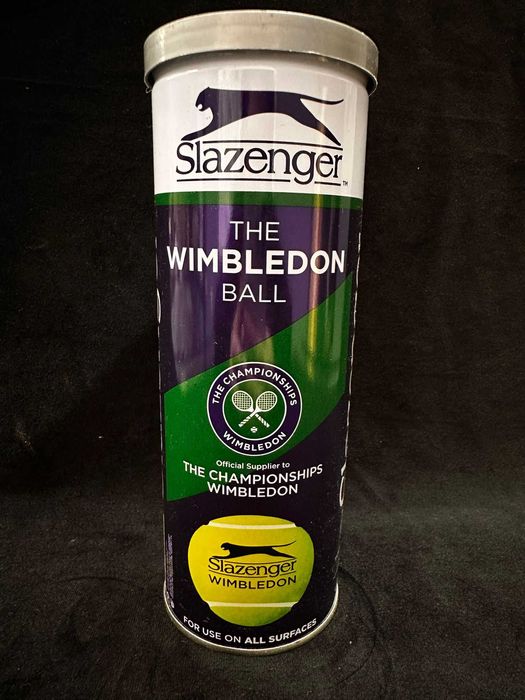 Slazenger™
THE
WIMBLEDON
BALL
THE CHAMPIONSHIPS
WIMBLEDON
Official Supplier to
THE CHAMPIONSHIPS
WIMBLEDON
Slazenger
WIMBLEDON
FOR USE ON ALL SURFACES